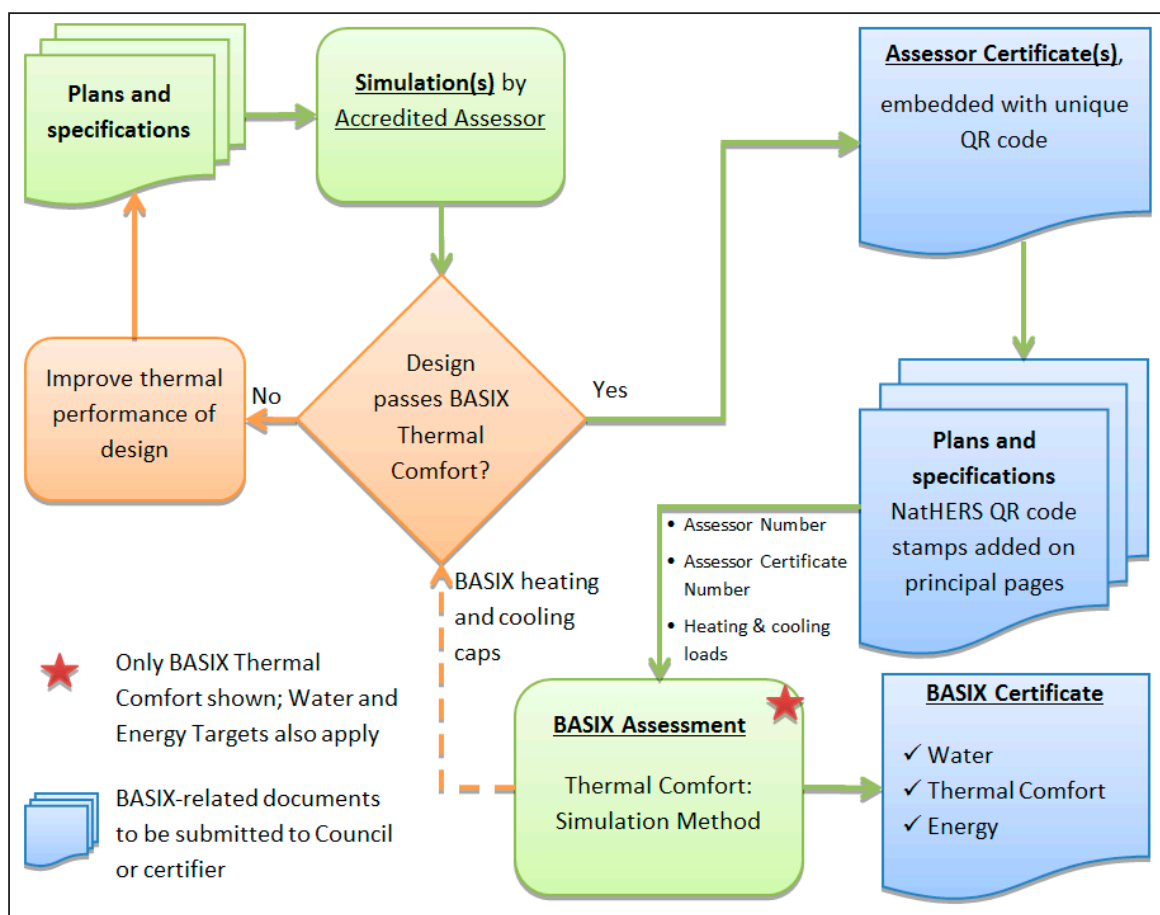 Plans and
specifications
Simulation(s) by
Accredited Assessor
Assessor Certificate(s),
embedded with unique
QR code
Improve thermal
performance of
design
No
Design
passes BASIX
Thermal
Comfort?
Yes
Plans and
specifications
NatHERS QR code
stamps added on
principal pages
• Assessor Number
• Assessor Certificate
Number
• Heating & cooling
loads
BASIX heating
and cooling
caps
Only BASIX Thermal
Comfort shown; Water and
Energy Targets also apply
BASIX Assessment
Thermal Comfort:
Simulation Method
BASIX Certificate
✓ Water
✓ Thermal Comfort
✓ Energy
BASIX-related documents
to be submitted to Council
or certifier